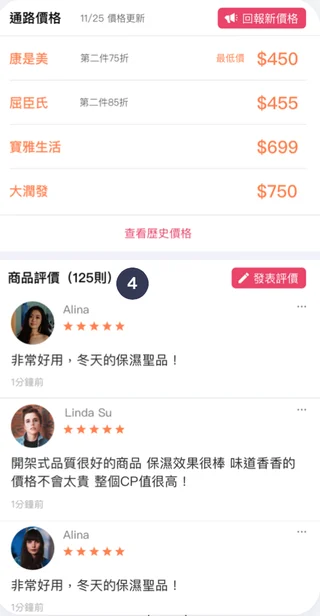 通路價格 11/25 價格更新 回報新價格
康是美 第二件75折 最低價 $450
屈臣氏 第二件85折 $455
寶雅生活 $699
大潤發 $750
查看歷史價格
商品評價（125則） 4 發表評價
Alina ...
非常好用，冬天的保濕聖品！
1分鐘前
Linda Su ...
開架式品質很好的商品 保濕效果很棒 味道香香的
價格不會太貴 整個CP值很高！
1分鐘前
Alina ...
非常好用，冬天的保濕聖品！
1分鐘前